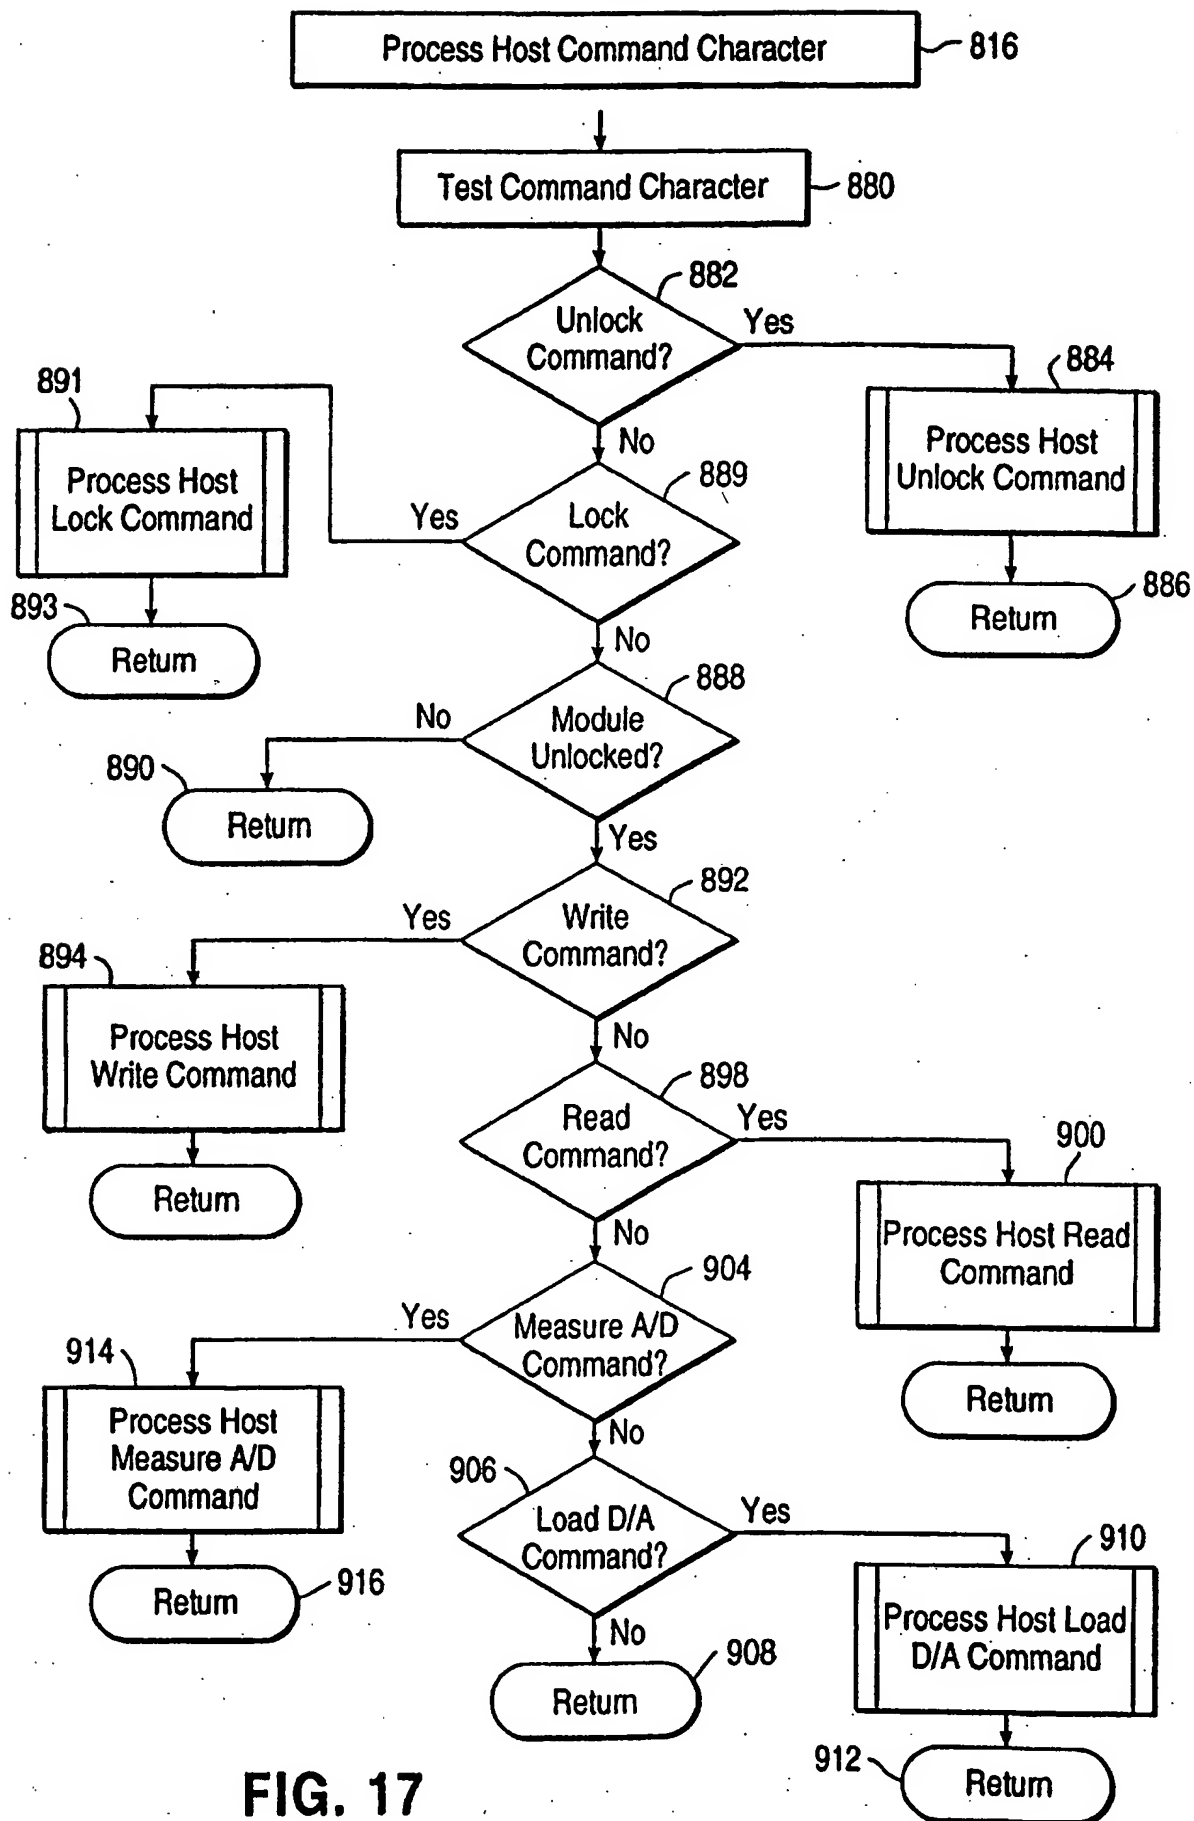 Process Host Command Character
816
Test Command Character
880
882
Unlock
Command?
Yes
884
Process Host
Unlock Command
886
Return
No
891
Process Host
Lock Command
893
Return
889
Lock
Command?
Yes
No
888
Module
Unlocked?
No
890
Return
Yes
892
Write
Command?
Yes
894
Process Host
Write Command
Return
No
898
Read
Command?
Yes
900
Process Host Read
Command
Return
No
904
Measure A/D
Command?
Yes
914
Process Host
Measure A/D
Command
Return
916
No
906
Load D/A
Command?
Yes
910
Process Host Load
D/A Command
912
Return
No
908
Return
FIG. 17